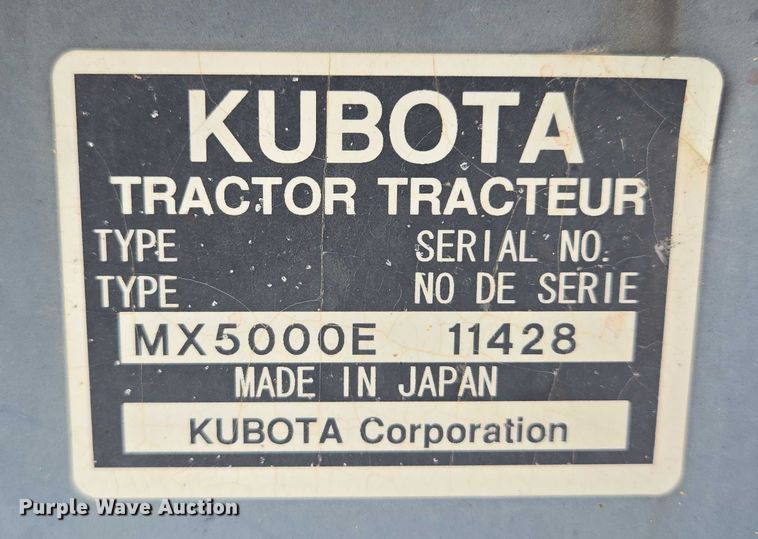 KUBOTA
TRACTOR TRACTEUR
TYPE SERIAL NO.
TYPE NO DE SERIE
MX5000E 11428
MADE IN JAPAN
KUBOTA Corporation
Purple Wave Auction